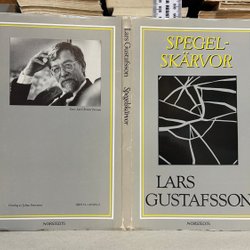 Lars Gustafsson
Spegelskärvor
NORSTEDTS
SPEGEL-
SKÄRVOR
LARS
GUSTAFSSON
NORSTEDTS